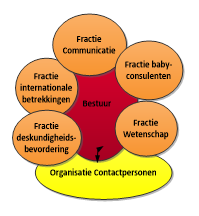 Fractie
Communicatie
Fractie baby-
consulenten
Fractie
internationale
betrekkingen
Bestuur
Fractie
Wetenschap
Fractie
deskundigheids-
bevordering
Organisatie Contactpersonen